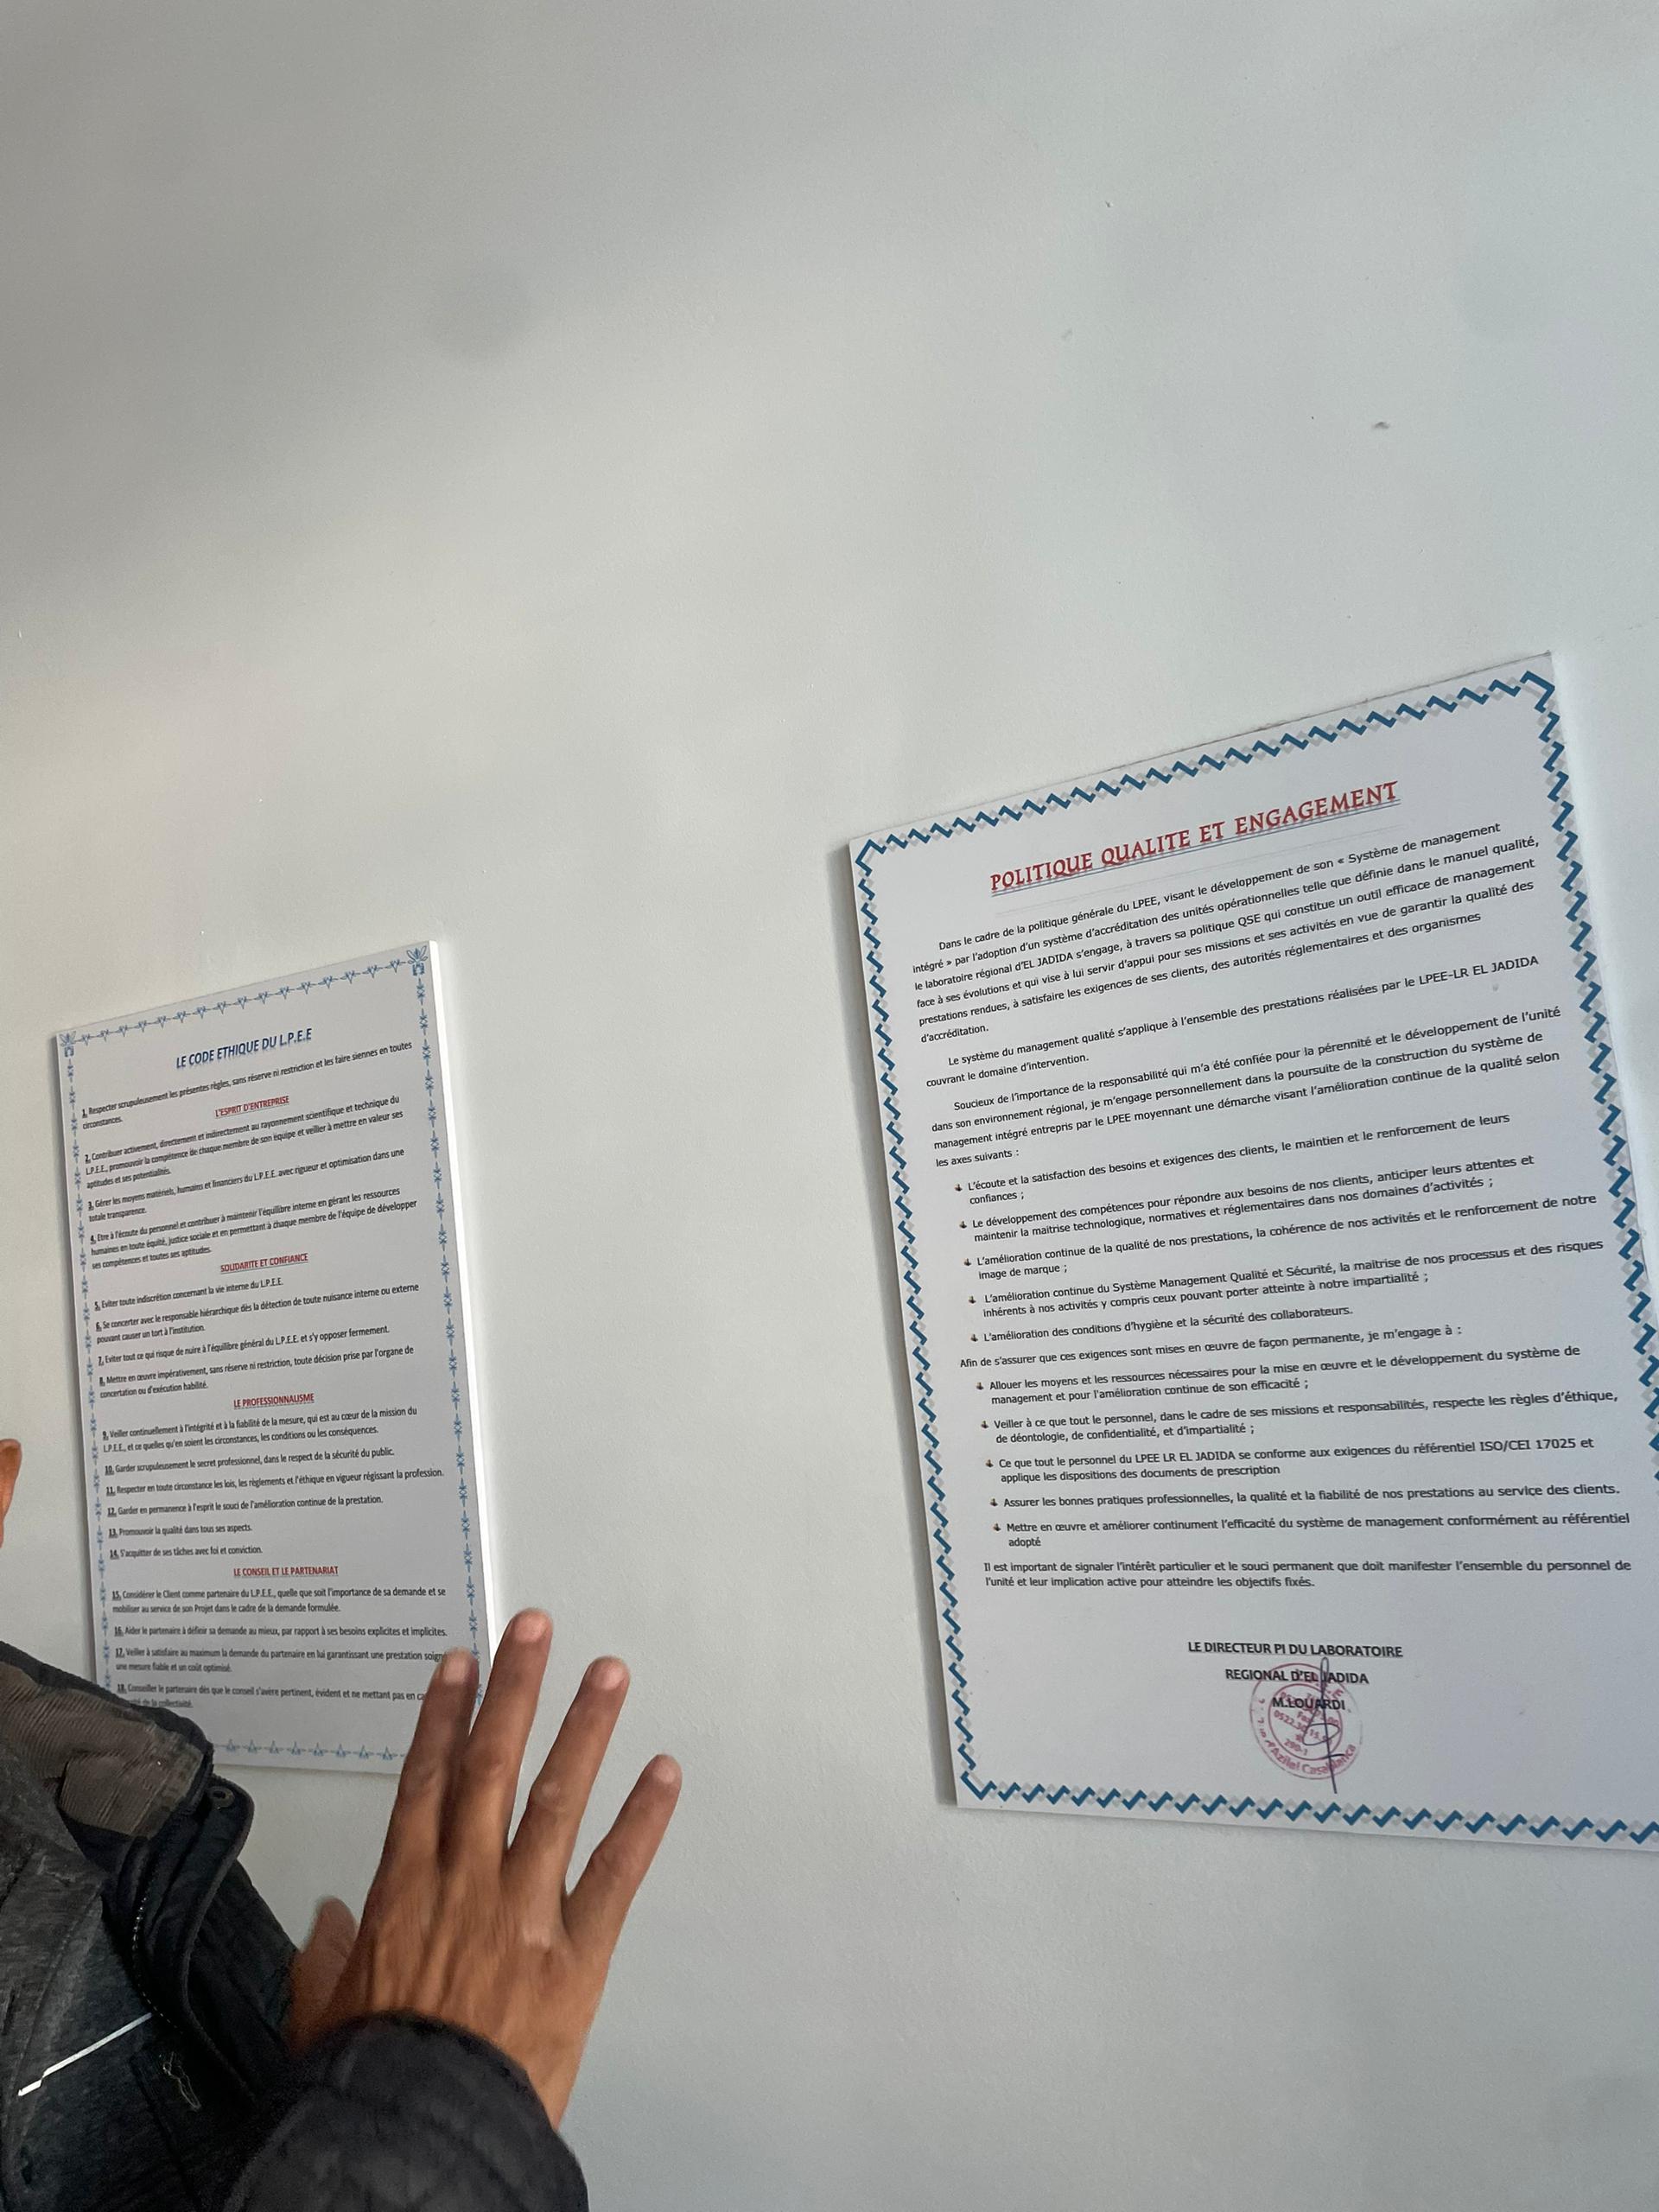 LE CODE ETHIQUE DU L.P.E.E
1. Respecter scrupuleusement les présentes règles, sans réserve ni restriction et les faire siennes en toutes
circonstances.
L'ESPRIT D'ENTREPRISE
2. Contribuer activement, directement et indirectement au rayonnement scientifique et technique du
L.P.E.E., promouvoir la compétence de chaque membre de son équipe et veiller à mettre en valeur ses
aptitudes et ses potentialités.
3. Gérer les moyens matériels, humains et financiers du L.P.E.E. avec rigueur et optimisation dans une
totale transparence.
4. Etre à l'écoute du personnel et contribuer à maintenir l'équilibre interne en gérant les ressources
humaines en toute équité, justice sociale et en permettant à chaque membre de l'équipe de développer
ses compétences et toutes ses aptitudes.
SOLIDARITE ET CONFIANCE
5. Eviter toute indiscrétion concernant la vie interne du L.P.E.E.
6. Se concerter avec le responsable hiérarchique dès la détection de toute nuisance interne ou externe
pouvant causer un tort à l'institution.
7. Eviter tout ce qui risque de nuire à l'équilibre général du L.P.E.E. et s'y opposer fermement.
8. Mettre en œuvre impérativement, sans réserve ni restriction, toute décision prise par l'organe de
concertation ou d'exécution habilité.
LE PROFESSIONNALISME
9. Veiller continuellement à l'intégrité et à la fiabilité de la mesure, qui est au cœur de la mission du
L.P.E.E., et ce quelles qu'en soient les circonstances, les conditions ou les conséquences.
10. Garder scrupuleusement le secret professionnel, dans le respect de la sécurité du public.
11. Respecter en toute circonstance les lois, les règlements et l'éthique en vigueur régissant la profession.
12. Garder en permanence à l'esprit le souci de l'amélioration continue de la prestation.
13. Promouvoir la qualité dans tous ses aspects.
14. S'acquitter de ses tâches avec foi et conviction.
LE CONSEIL ET LE PARTENARIAT
15. Considérer le Client comme partenaire du L.P.E.E., quelle que soit l'importance de sa demande et se
mobiliser au service de son Projet dans le cadre de la demande formulée.
16. Aider le partenaire à définir sa demande au mieux, par rapport à ses besoins explicites et implicites.
17. Veiller à satisfaire au maximum la demande du partenaire en lui garantissant une prestation
une mesure fiable et un coût optimisé.
18. Conseiller le partenaire dès que le conseil s'avère pertinent, évident et ne mettant pas en
de la collectivité.
POLITIQUE QUALITE ET ENGAGEMENT
Dans le cadre de la politique générale du LPEE, visant le développement de son « Système de management
intégré » par l'adoption d'un système d'accréditation des unités opérationnelles telle que définie dans le manuel qualité,
le laboratoire régional d'EL JADIDA s'engage, à travers sa politique QSE qui constitue un outil efficace de management
face à ses évolutions et qui vise à lui servir d'appui pour ses missions et ses activités en vue de garantir la qualité des
prestations rendues, à satisfaire les exigences de ses clients, des autorités réglementaires et des organismes
d'accréditation.
Le système du management qualité s'applique à l'ensemble des prestations réalisées par le LPEE-LR EL JADIDA
couvrant le domaine d'intervention.
Soucieux de l'importance de la responsabilité qui m'a été confiée pour la pérennité et le développement de l'unité
dans son environnement régional, je m'engage personnellement dans la poursuite de la construction du système de
management intégré entrepris par le LPEE moyennant une démarche visant l'amélioration continue de la qualité selon
les axes suivants :
L'écoute et la satisfaction des besoins et exigences des clients, le maintien et le renforcement de leurs
confiances ;
Le développement des compétences pour répondre aux besoins de nos clients, anticiper leurs attentes et
maintenir la maitrise technologique, normatives et réglementaires dans nos domaines d'activités ;
L'amélioration continue de la qualité de nos prestations, la cohérence de nos activités et le renforcement de notre
image de marque ;
L'amélioration continue du Système Management Qualité et Sécurité, la maîtrise de nos processus et des risques
inhérents à nos activités y compris ceux pouvant porter atteinte à notre impartialité ;
L'amélioration des conditions d'hygiène et la sécurité des collaborateurs.
Afin de s'assurer que ces exigences sont mises en œuvre de façon permanente, je m'engage à :
Allouer les moyens et les ressources nécessaires pour la mise en œuvre et le développement du système de
management et pour l'amélioration continue de son efficacité ;
Veiller à ce que tout le personnel, dans le cadre de ses missions et responsabilités, respecte les règles d'éthique,
de déontologie, de confidentialité, et d'impartialité ;
Ce que tout le personnel du LPEE LR EL JADIDA se conforme aux exigences du référentiel ISO/CEI 17025 et
applique les dispositions des documents de prescription
Assurer les bonnes pratiques professionnelles, la qualité et la fiabilité de nos prestations au service des clients.
Mettre en œuvre et améliorer continument l'efficacité du système de management conformément au référentiel
adopté
Il est important de signaler l'intérêt particulier et le souci permanent que doit manifester l'ensemble du personnel de
l'unité et leur implication active pour atteindre les objectifs fixés.
LE DIRECTEUR PI DU LABORATOIRE
REGIONAL D'EL JADIDA
M.LOUARDI
Azilal Casablanca